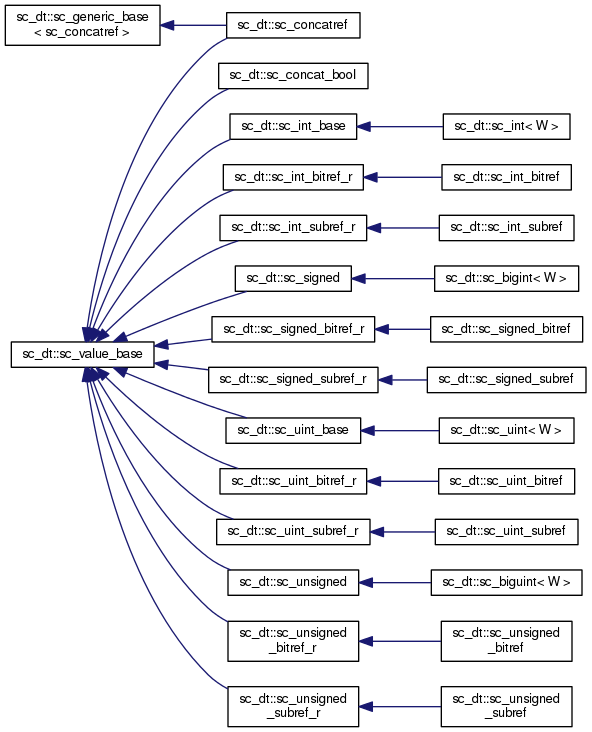 sc_dt::sc_generic_base
< sc_concatref >
sc_dt::sc_concatref
sc_dt::sc_concat_bool
sc_dt::sc_int_base
sc_dt::sc_int< W >
sc_dt::sc_int_bitref_r
sc_dt::sc_int_bitref
sc_dt::sc_int_subref_r
sc_dt::sc_int_subref
sc_dt::sc_signed
sc_dt::sc_bigint< W >
sc_dt::sc_signed_bitref_r
sc_dt::sc_signed_bitref
sc_dt::sc_value_base
sc_dt::sc_signed_subref_r
sc_dt::sc_signed_subref
sc_dt::sc_uint_base
sc_dt::sc_uint< W >
sc_dt::sc_uint_bitref_r
sc_dt::sc_uint_bitref
sc_dt::sc_uint_subref_r
sc_dt::sc_uint_subref
sc_dt::sc_unsigned
sc_dt::sc_biguint< W >
sc_dt::sc_unsigned
_bitref_r
sc_dt::sc_unsigned
_bitref
sc_dt::sc_unsigned
_subref_r
sc_dt::sc_unsigned
_subref